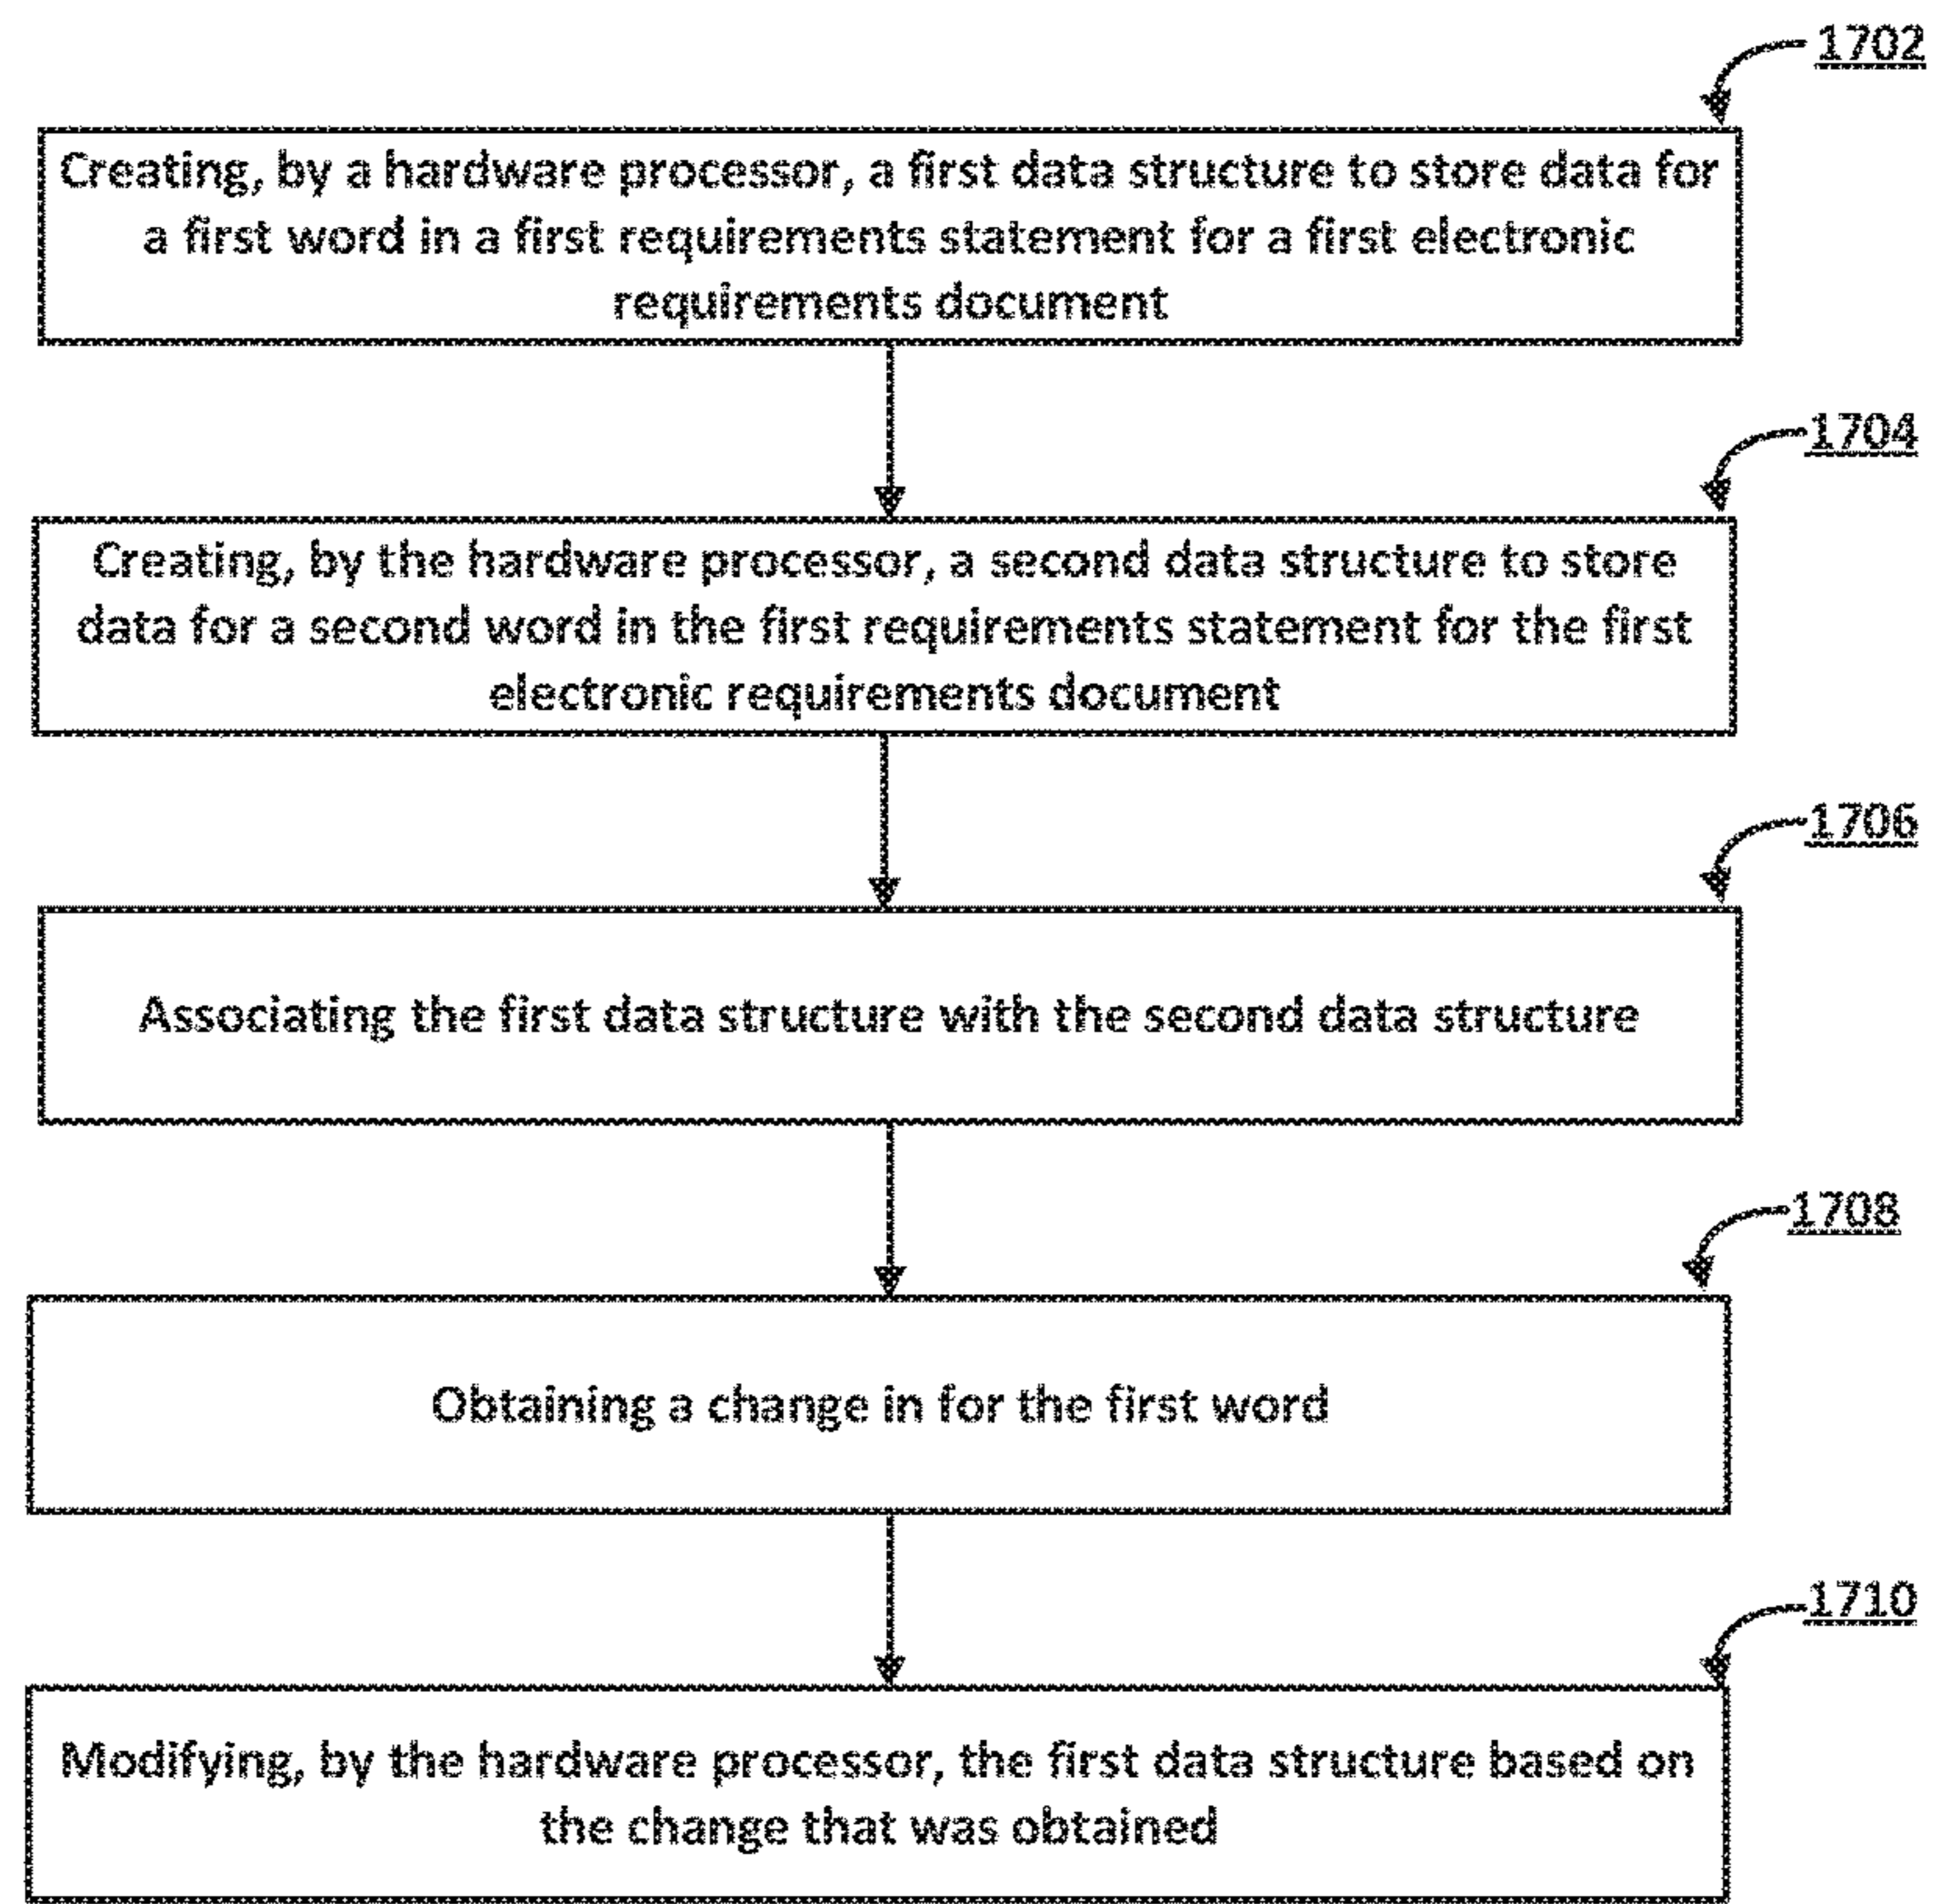 1702
Creating, by a hardware processor, a first data structure to store data for
a first word in a first requirements statement for a first electronic
requirements document
1704
Creating, by the hardware processor, a second data structure to store
data for a second word in the first requirements statement for the first
electronic requirements document
1706
Associating the first data structure with the second data structure
1708
Obtaining a change in for the first word
1710
Modifying, by the hardware processor, the first data structure based on
the change that was obtained